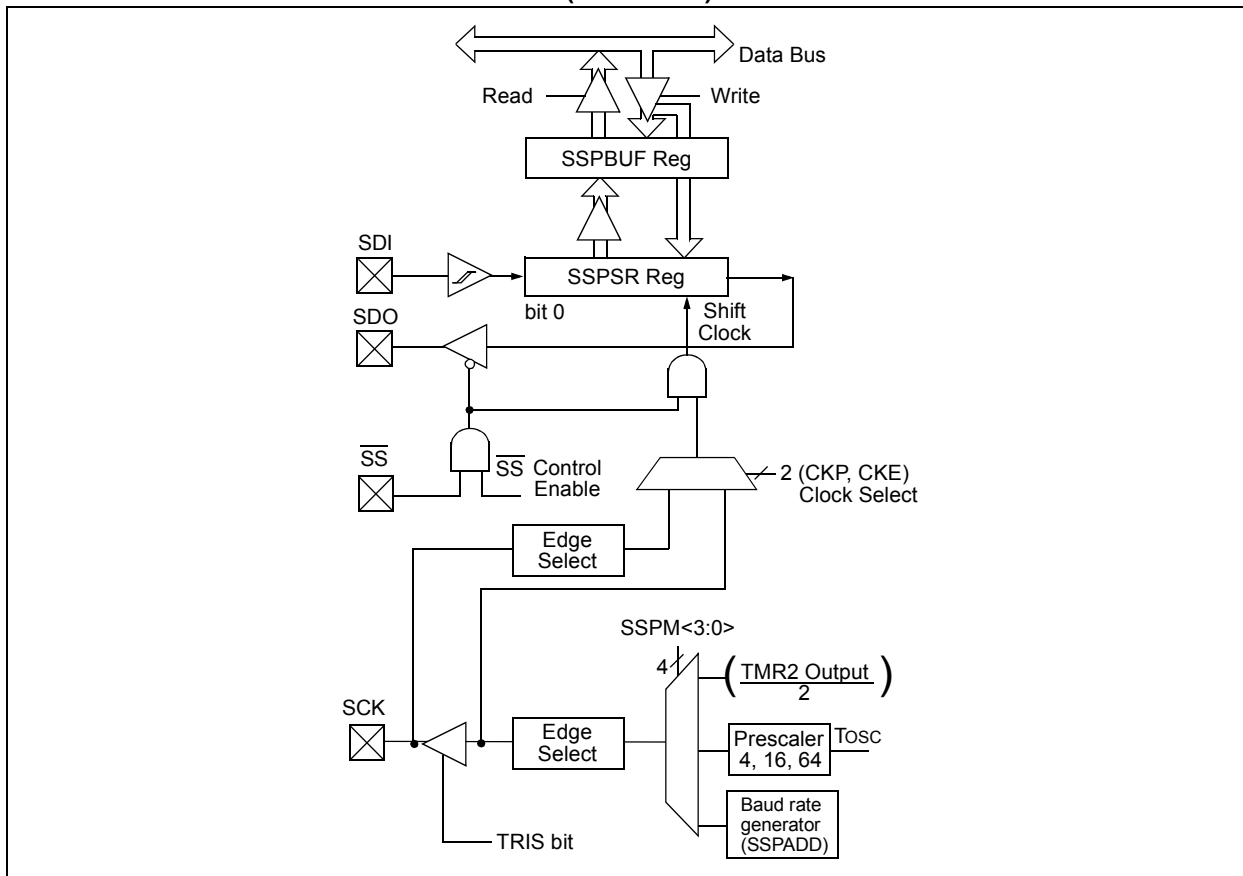 Data Bus
Read
Write
SSPBUF Reg
SDI
SSPSR Reg
bit 0
Shift
Clock
SDO
SS
SS Control
Enable
2 (CKP, CKE)
Clock Select
Edge
Select
SSPM<3:0>
4
(TMR2 Output
2)
SCK
Edge
Select
Prescaler
4, 16, 64
TOSC
Baud rate
generator
(SSPADD)
TRIS bit